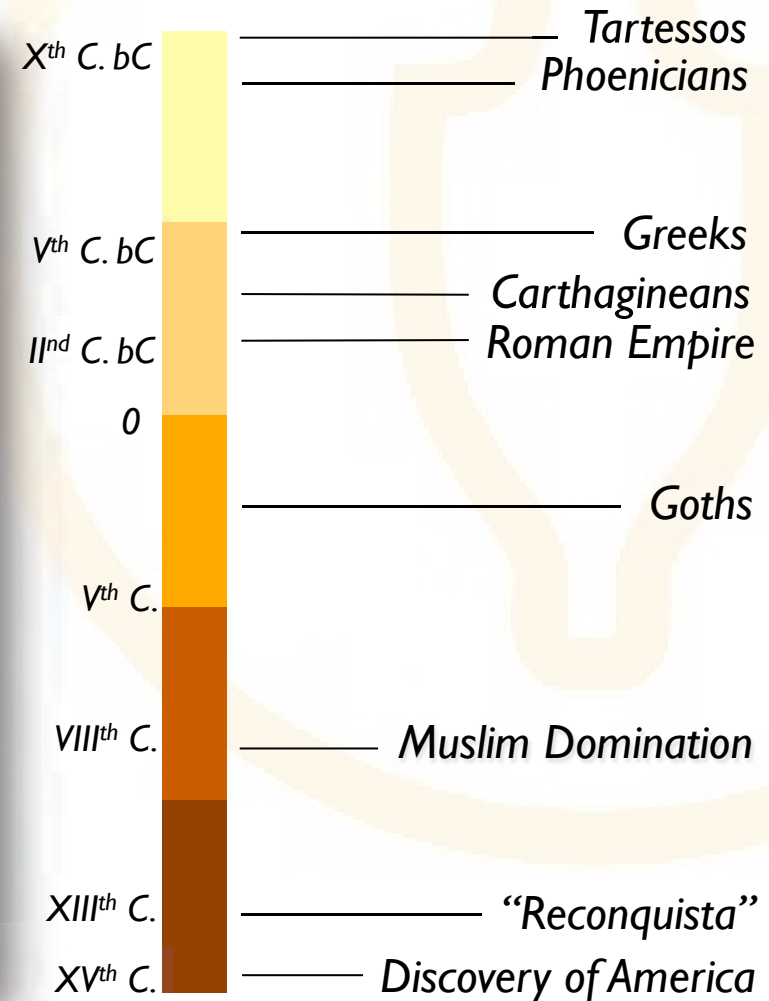 Tartessos
Xth C. bC
Phoenicians
Greeks
Vth C. bC
Carthagineans
IInd C. bC
Roman Empire
0
Goths
Vth C.
VIIIth C.
Muslim Domination
XIIIth C.
“Reconquista”
XVth C.
Discovery of America